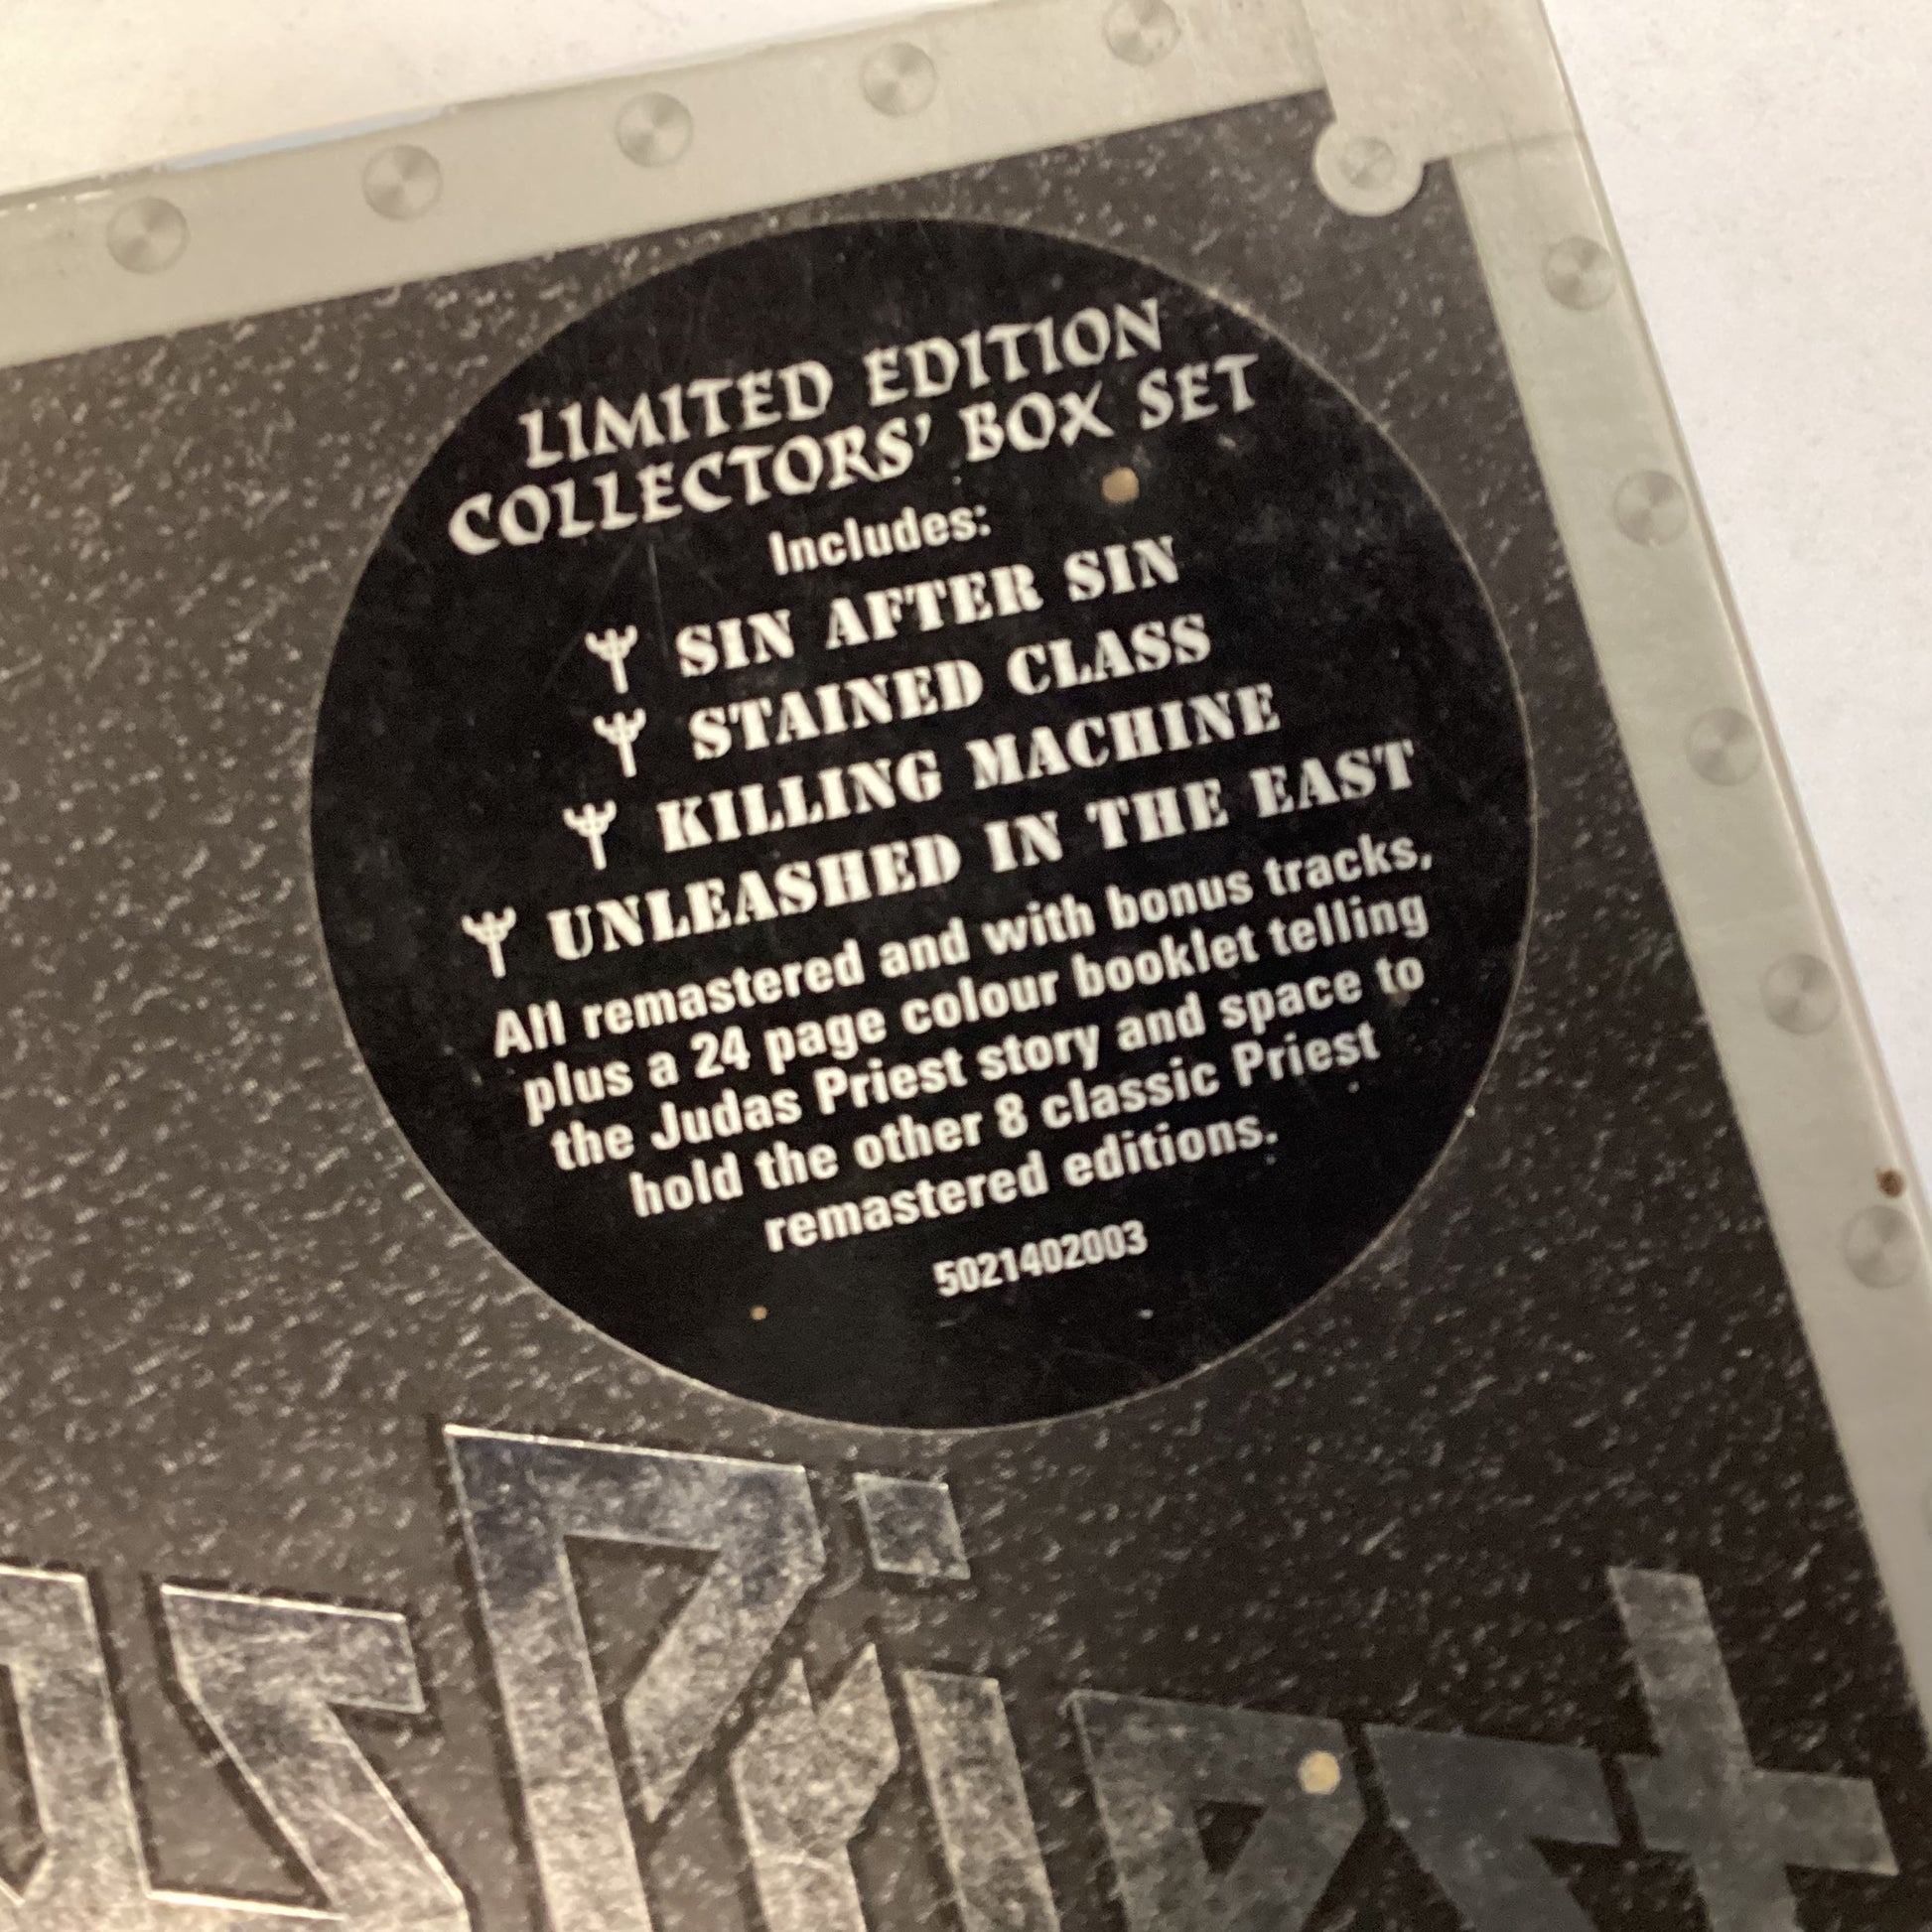 LIMITED EDITION
COLLECTORS' BOX SET
Includes:
SIN AFTER SIN
STAINED CLASS
KILLING MACHINE
UNLEASHED IN THE EAST
All remastered and with bonus tracks,
plus a 24 page colour booklet telling
the Judas Priest story and space to
hold the other 8 classic Priest
remastered editions.
5021402003
as Priest